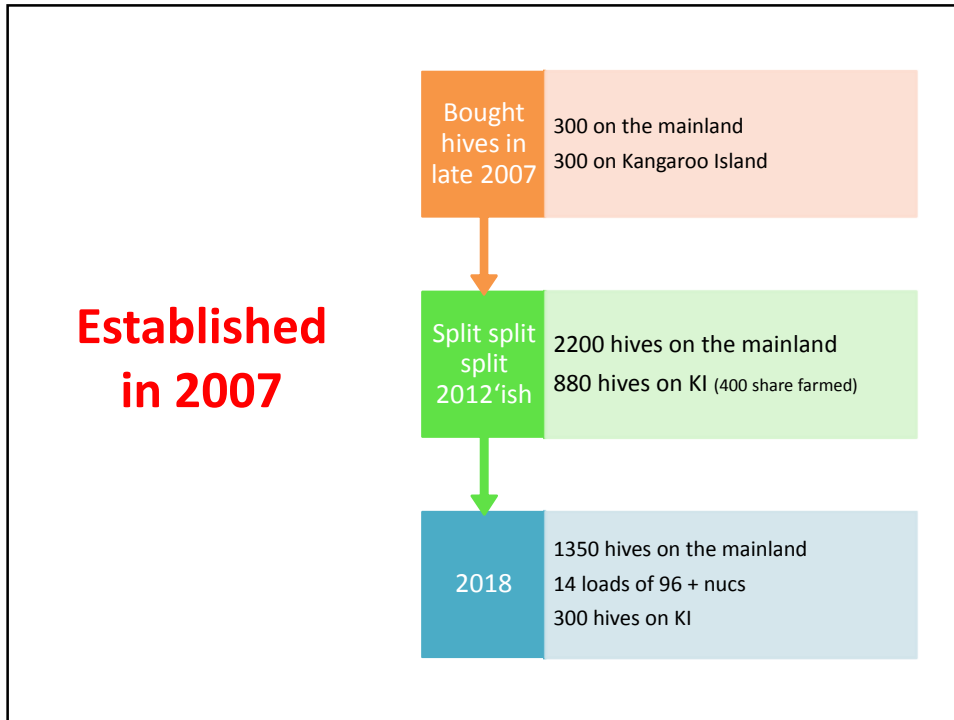 Established
in 2007
Bought
hives in
late 2007
300 on the mainland
300 on Kangaroo Island
Split split
split
2012‘ish
2200 hives on the mainland
880 hives on KI (400 share farmed)
2018
1350 hives on the mainland
14 loads of 96 + nucs
300 hives on KI